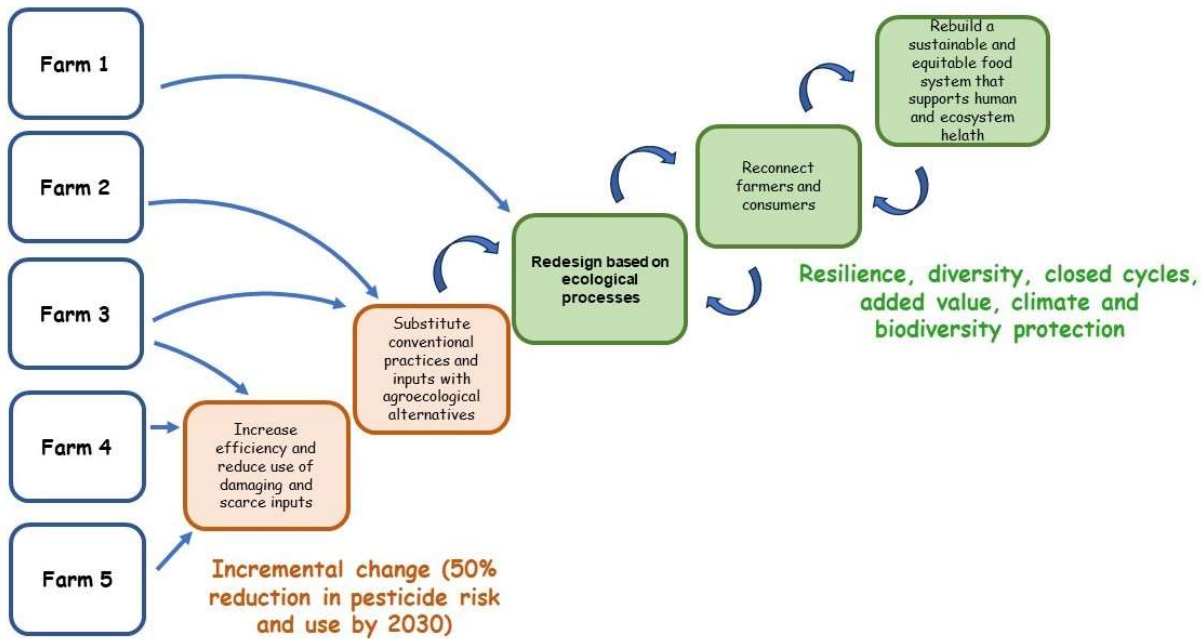 Farm 1
Farm 2
Farm 3
Farm 4
Farm 5
Increase
efficiency and
reduce use of
damaging and
scarce inputs
Substitute
conventional
practices and
inputs with
agroecological
alternatives
Redesign based on
ecological
processes
Reconnect
farmers and
consumers
Rebuild a
sustainable and
equitable food
system that
supports human
and ecosystem
helath
Resilience, diversity, closed cycles,
added value, climate and
biodiversity protection
Incremental change (50%
reduction in pesticide risk
and use by 2030)